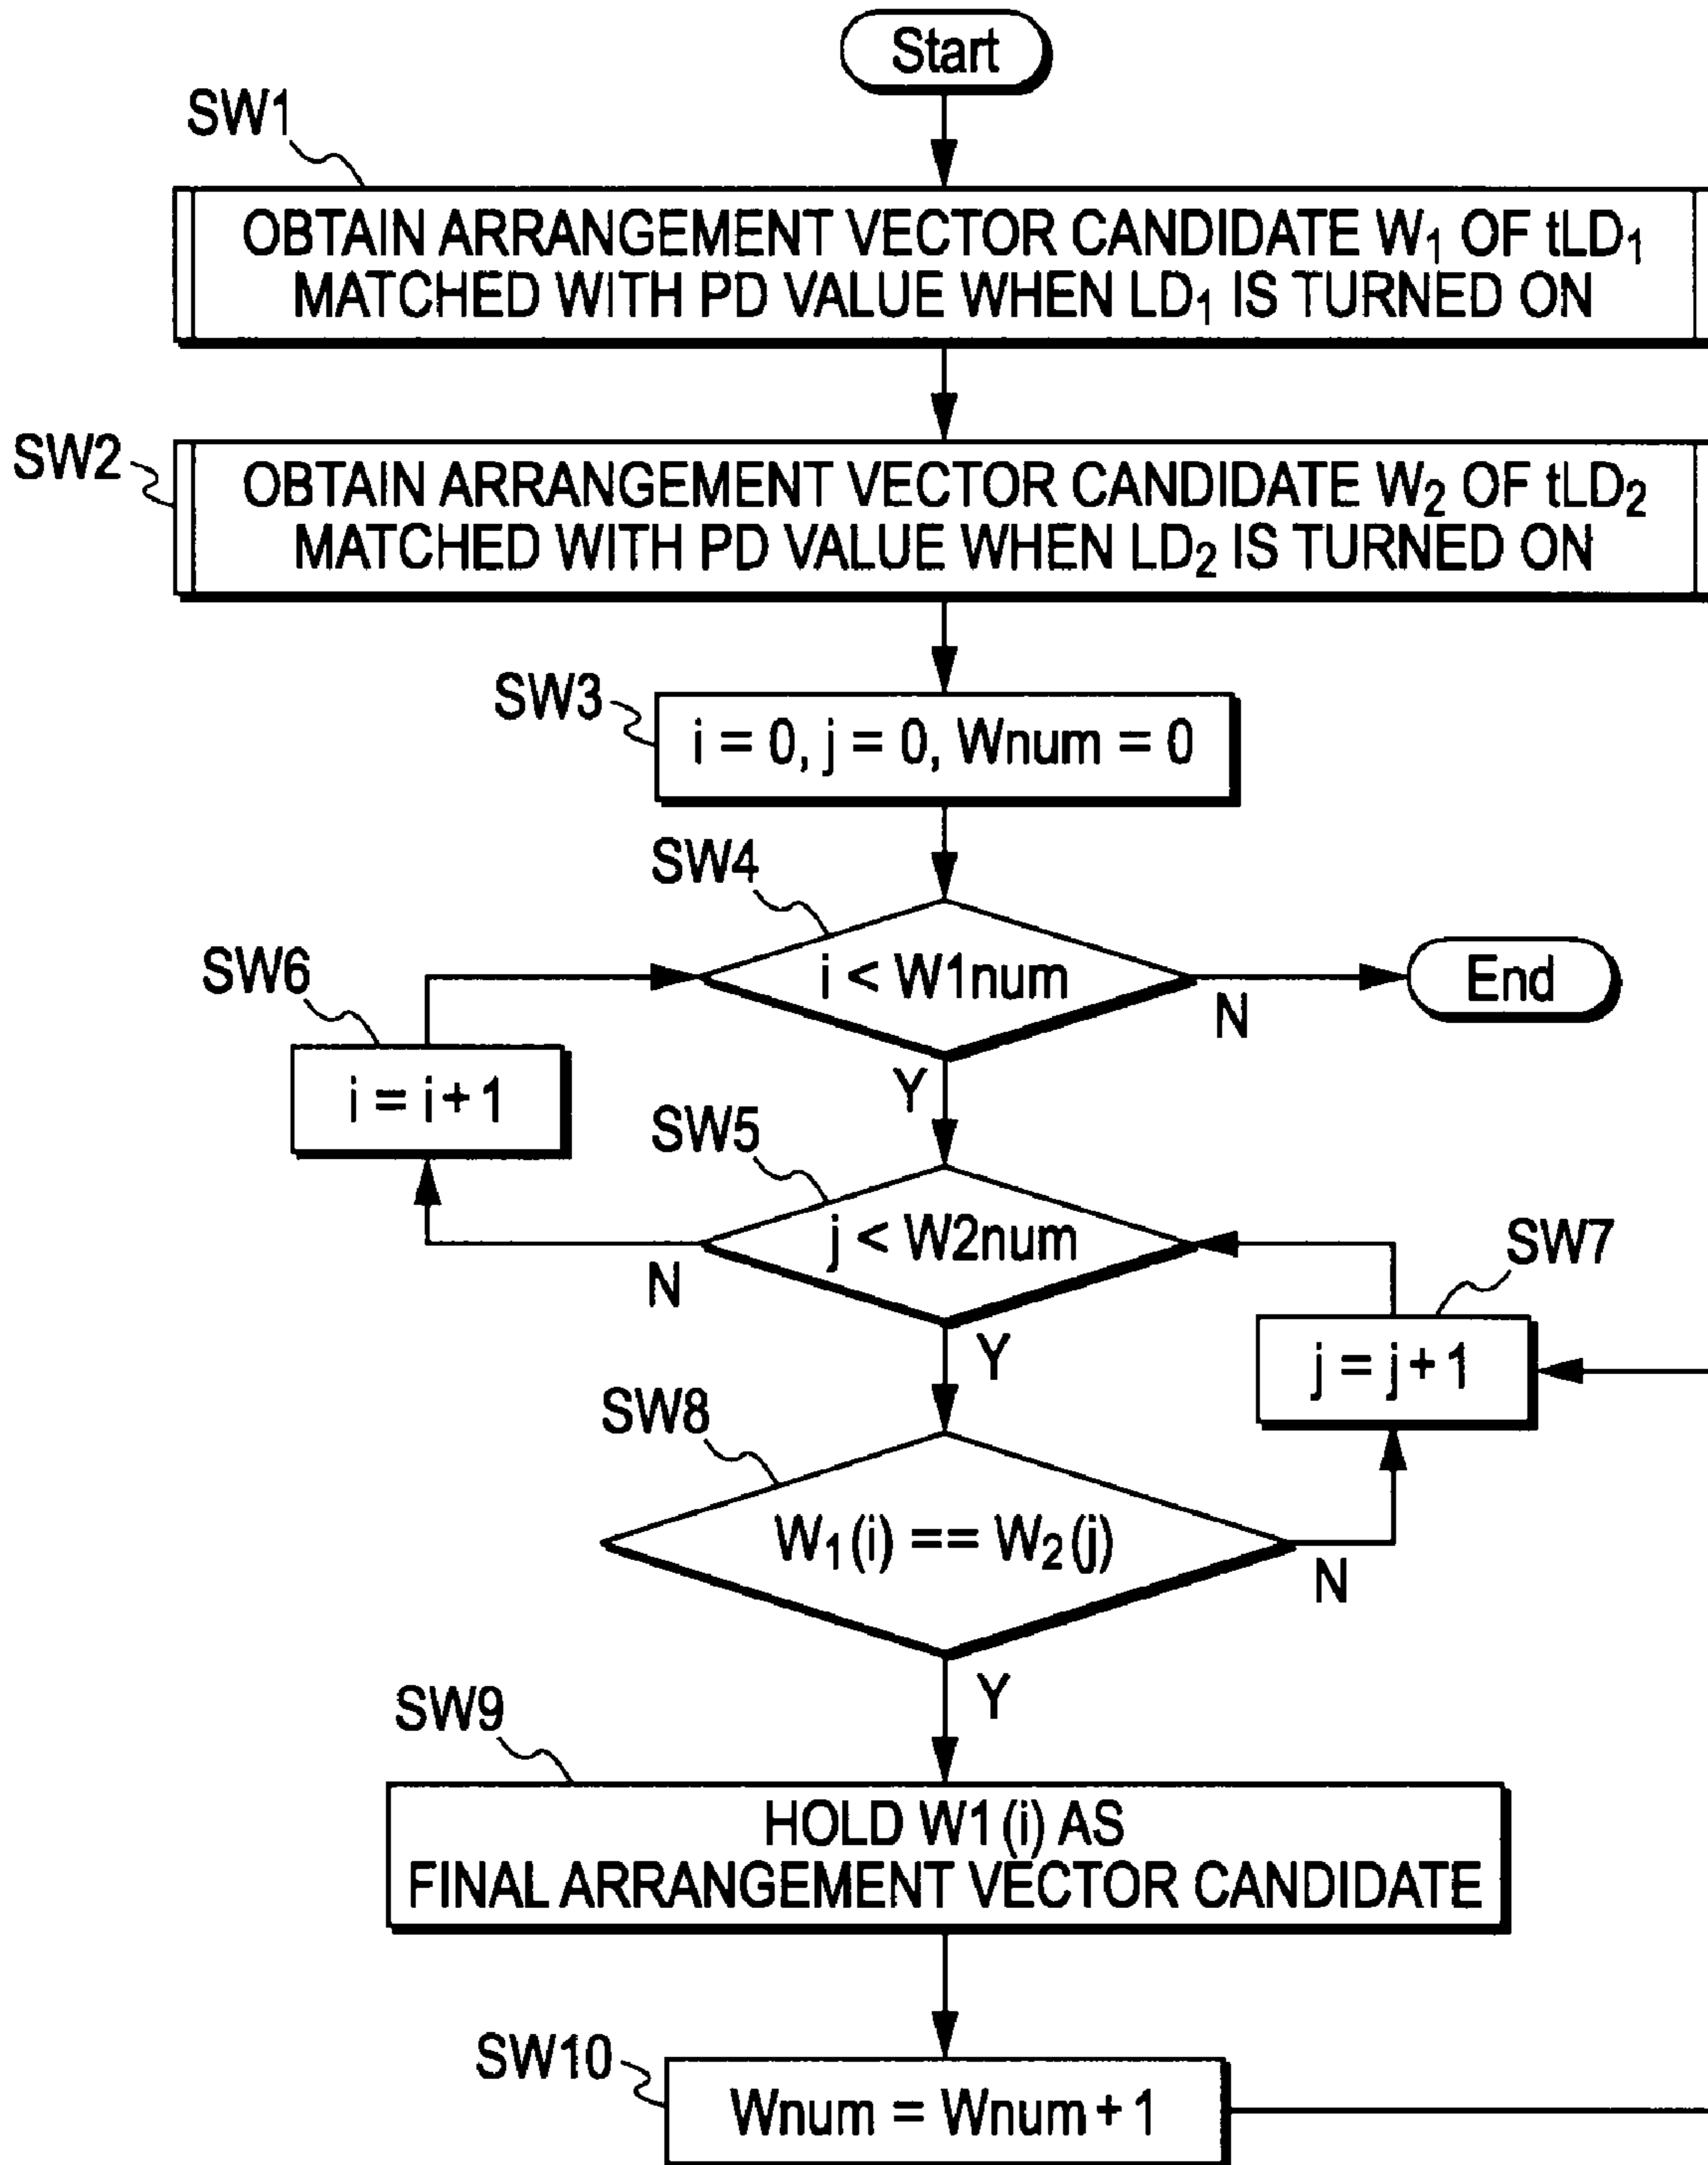 Start
SW1
OBTAIN ARRANGEMENT VECTOR CANDIDATE W₁ OF tLD₁
MATCHED WITH PD VALUE WHEN LD₁ IS TURNED ON
SW2
OBTAIN ARRANGEMENT VECTOR CANDIDATE W₂ OF tLD₂
MATCHED WITH PD VALUE WHEN LD₂ IS TURNED ON
SW3
i = 0, j = 0, Wnum = 0
SW4
i < W1num
N
End
Y
SW6
i = i + 1
SW5
j < W2num
N
Y
SW7
j = j + 1
SW8
W₁(i) == W₂(j)
N
Y
SW9
HOLD W1(i) AS
FINAL ARRANGEMENT VECTOR CANDIDATE
SW10
Wnum = Wnum + 1